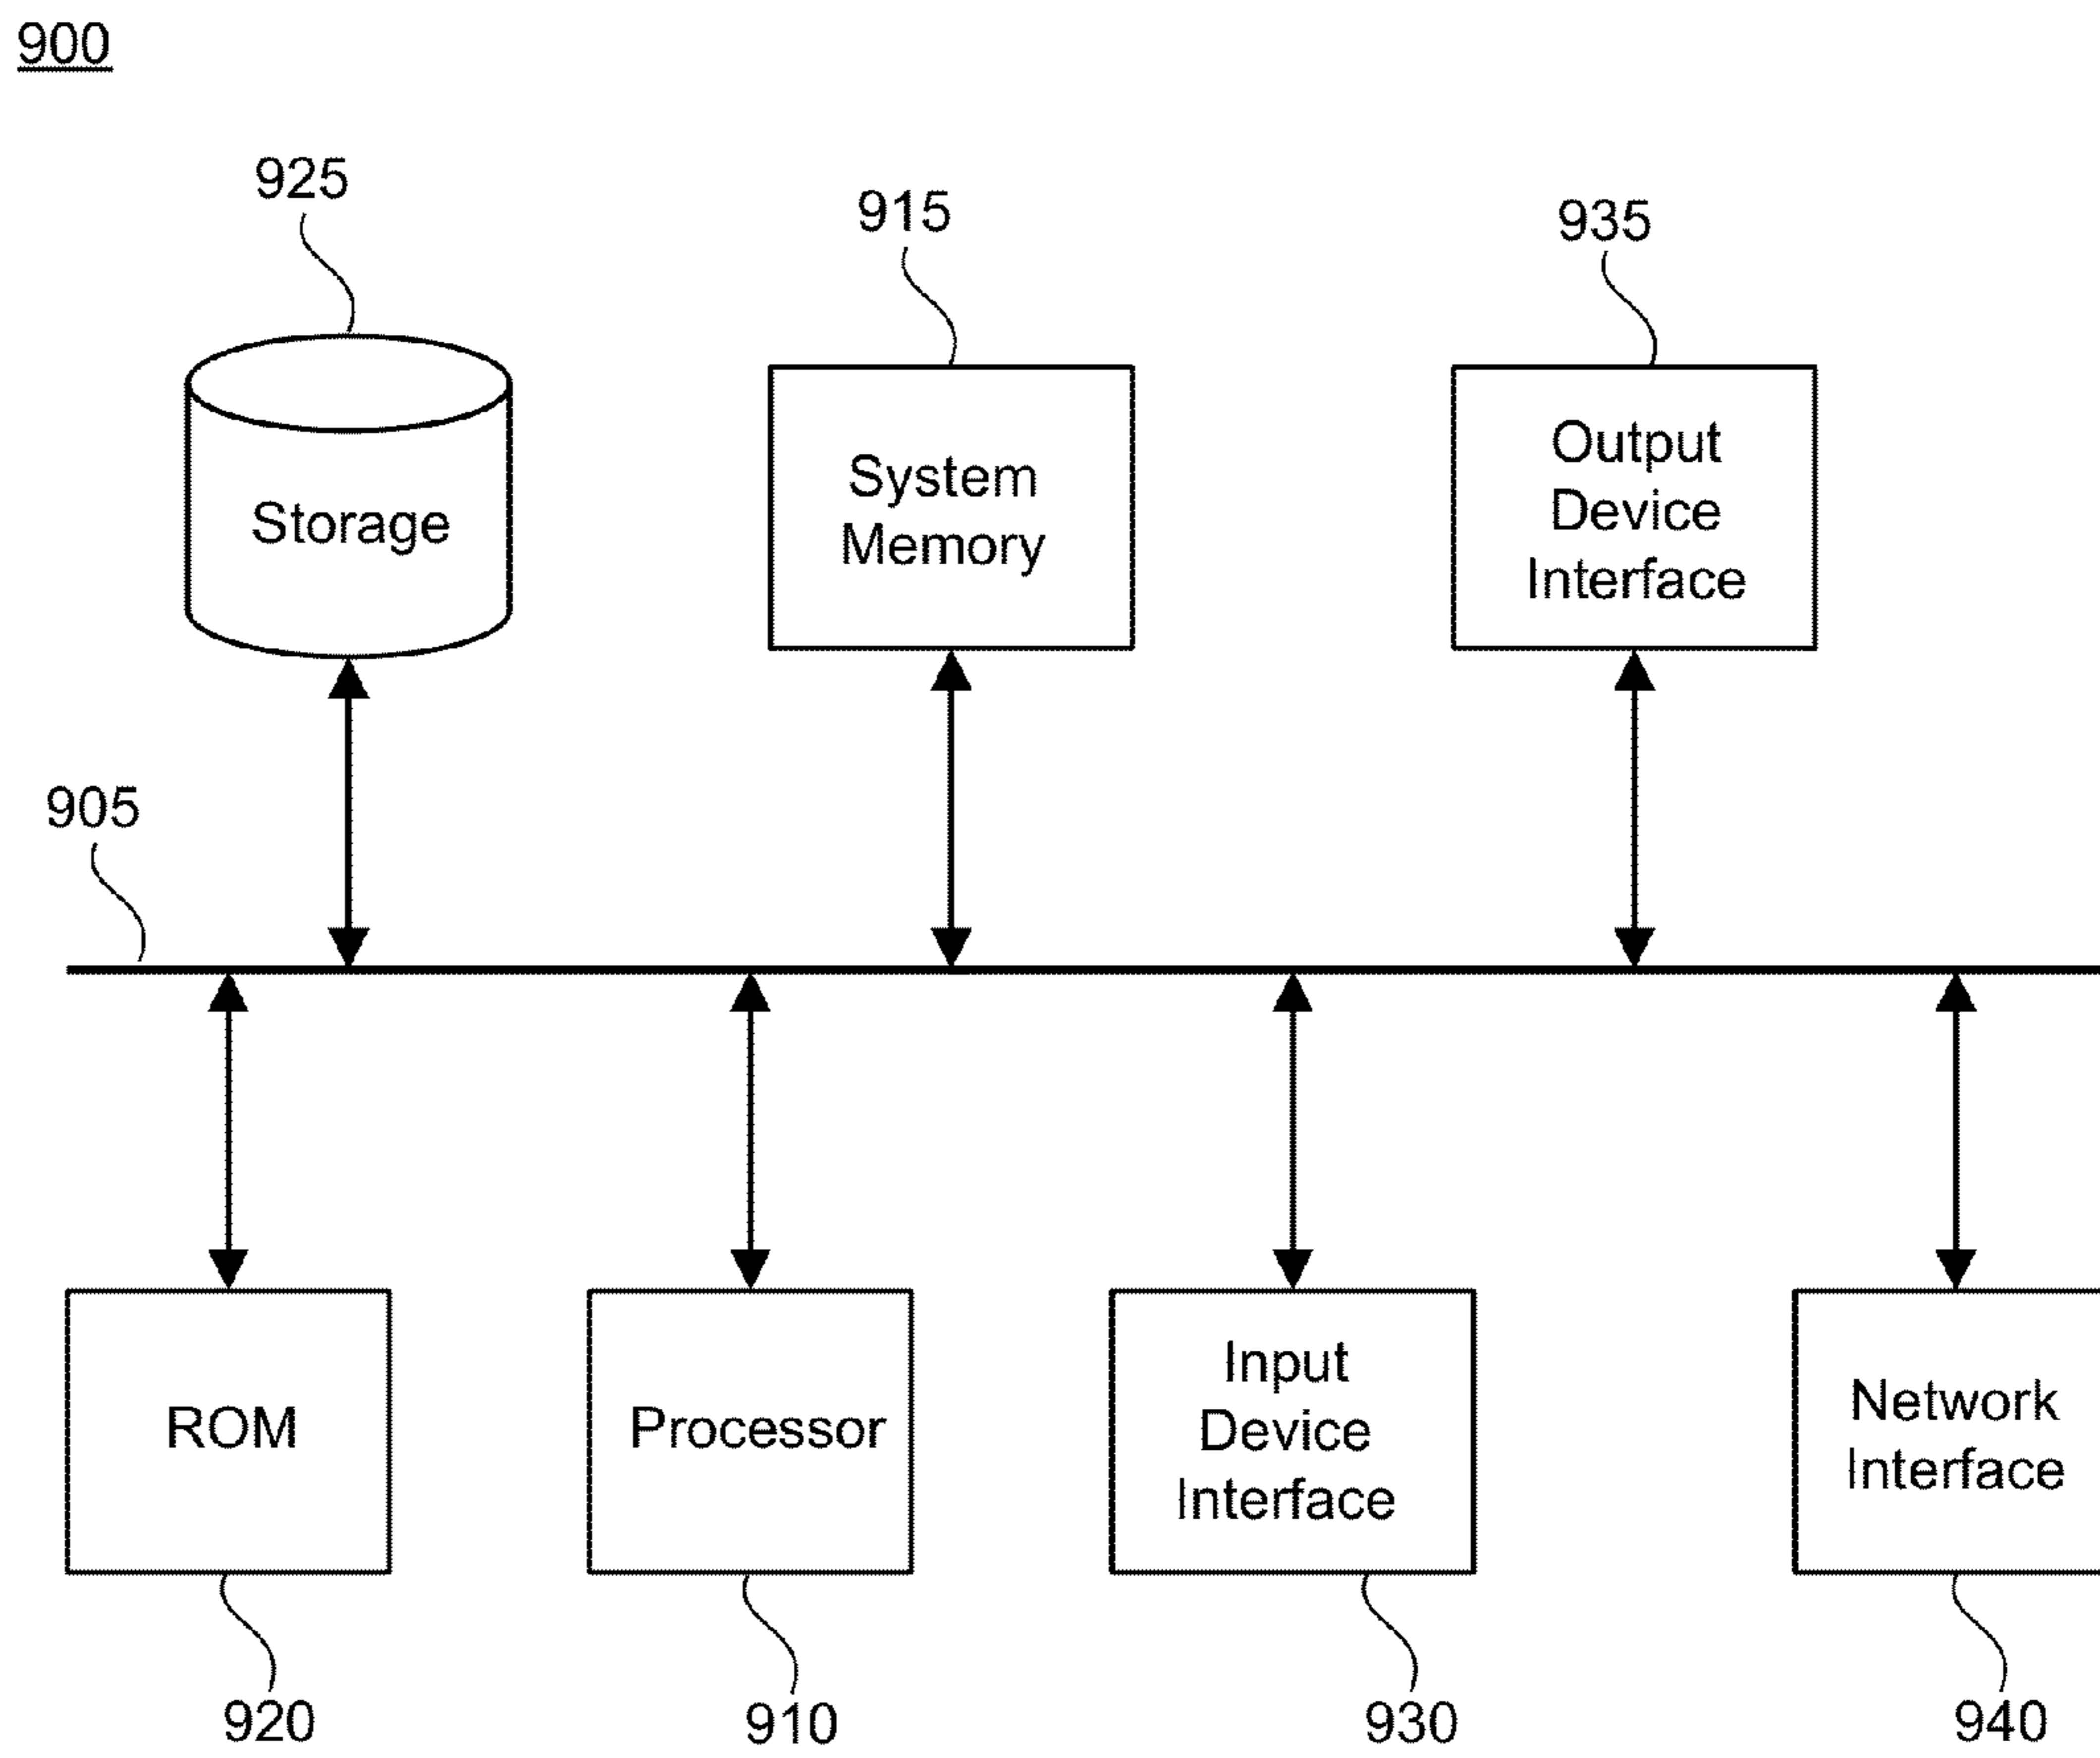 900
925
915
935
Storage
System
Memory
Output
Device
Interface
905
ROM
Processor
Input
Device
Interface
Network
Interface
920
910
930
940